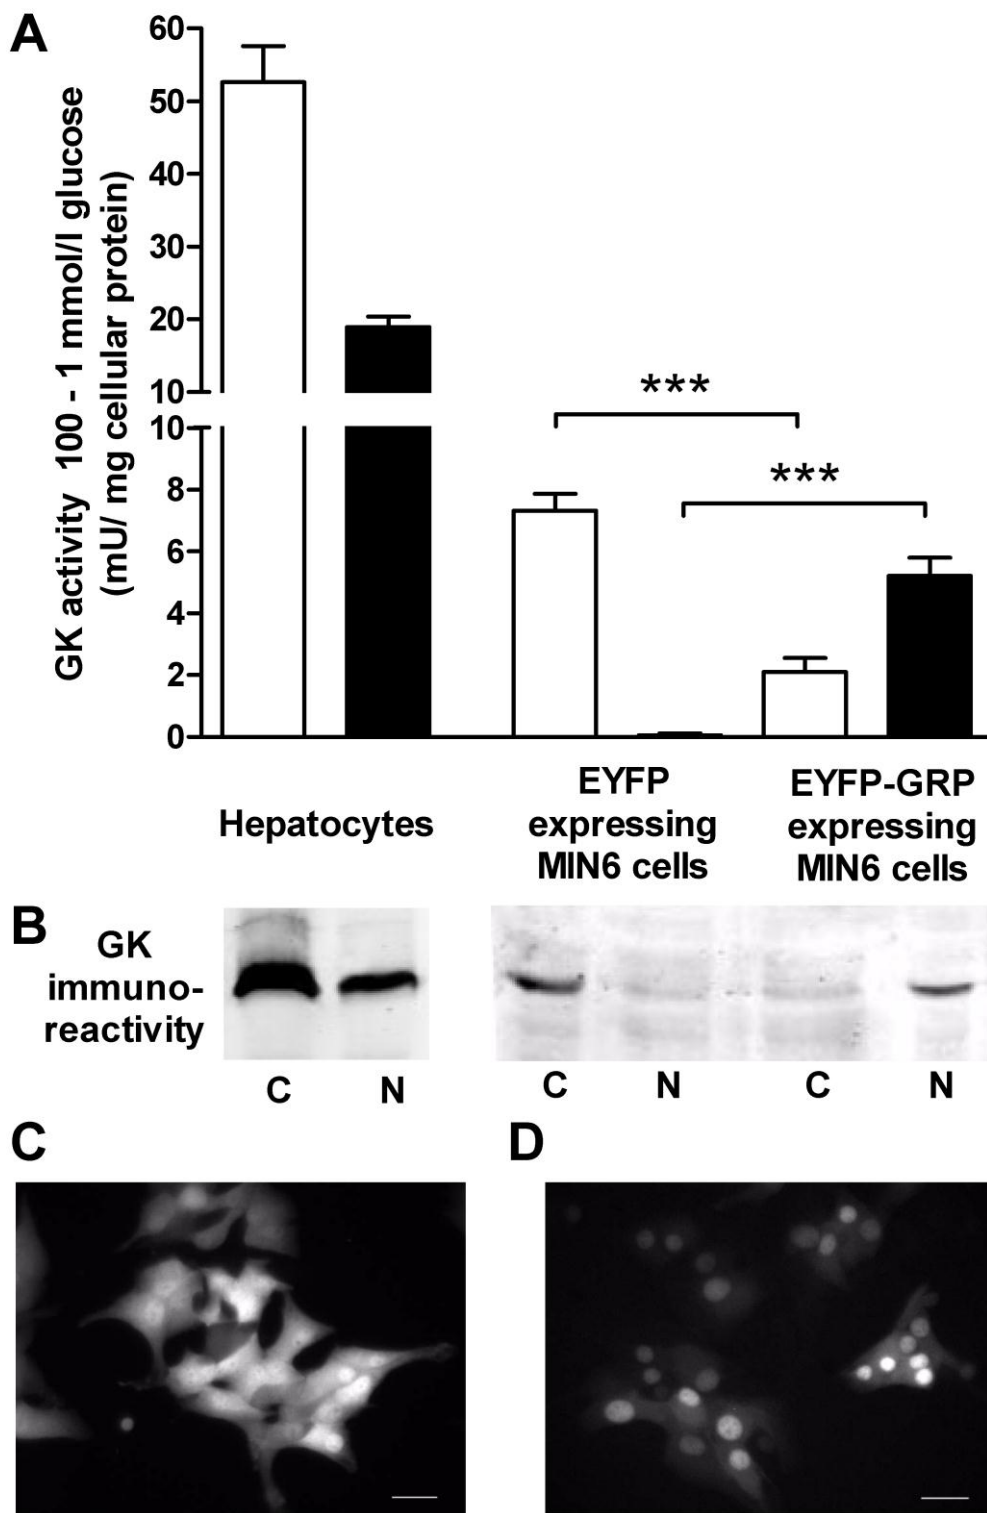 A
GK activity 100 - 1 mmol/l glucose
(mU/ mg cellular protein)
60
50
40
30
20
10
10
8
6
4
2
0
***
***
Hepatocytes
EYFP
expressing
MIN6 cells
EYFP-GRP
expressing
MIN6 cells
B
GK
immuno-
reactivity
C N
C N C N
C
D